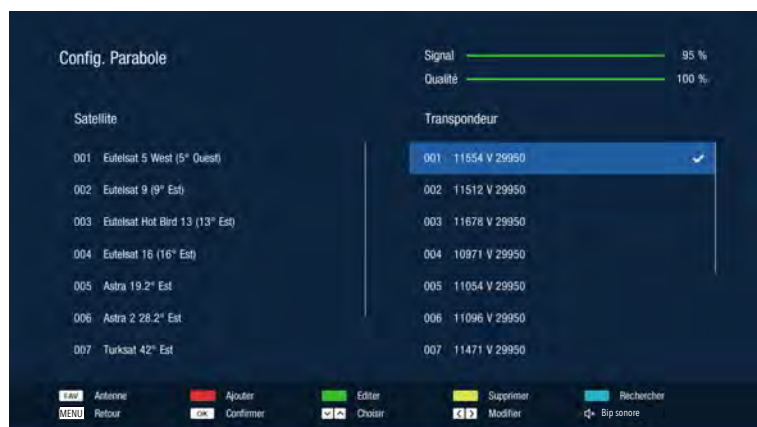 Config. Parabole
Signal 95 %
Qualité 100 %
Satellite
001 Eutelsat 5 West (5° Ouest)
002 Eutelsat 9 (9° Est)
003 Eutelsat Hot Bird 13 (13° Est)
004 Eutelsat 16 (16° Est)
005 Astra 19.2° Est
006 Astra 2 28.2° Est
007 Turksat 42° Est
Transpondeur
001 11554 V 29950
002 11512 V 29950
003 11678 V 29950
004 10971 V 29950
005 11054 V 29950
006 11096 V 29950
007 11471 V 29950
FAV Antenne Ajouter Editer Supprimer Rechercher
MENU Retour OK Confirmer Choisir Modifier Bip sonore